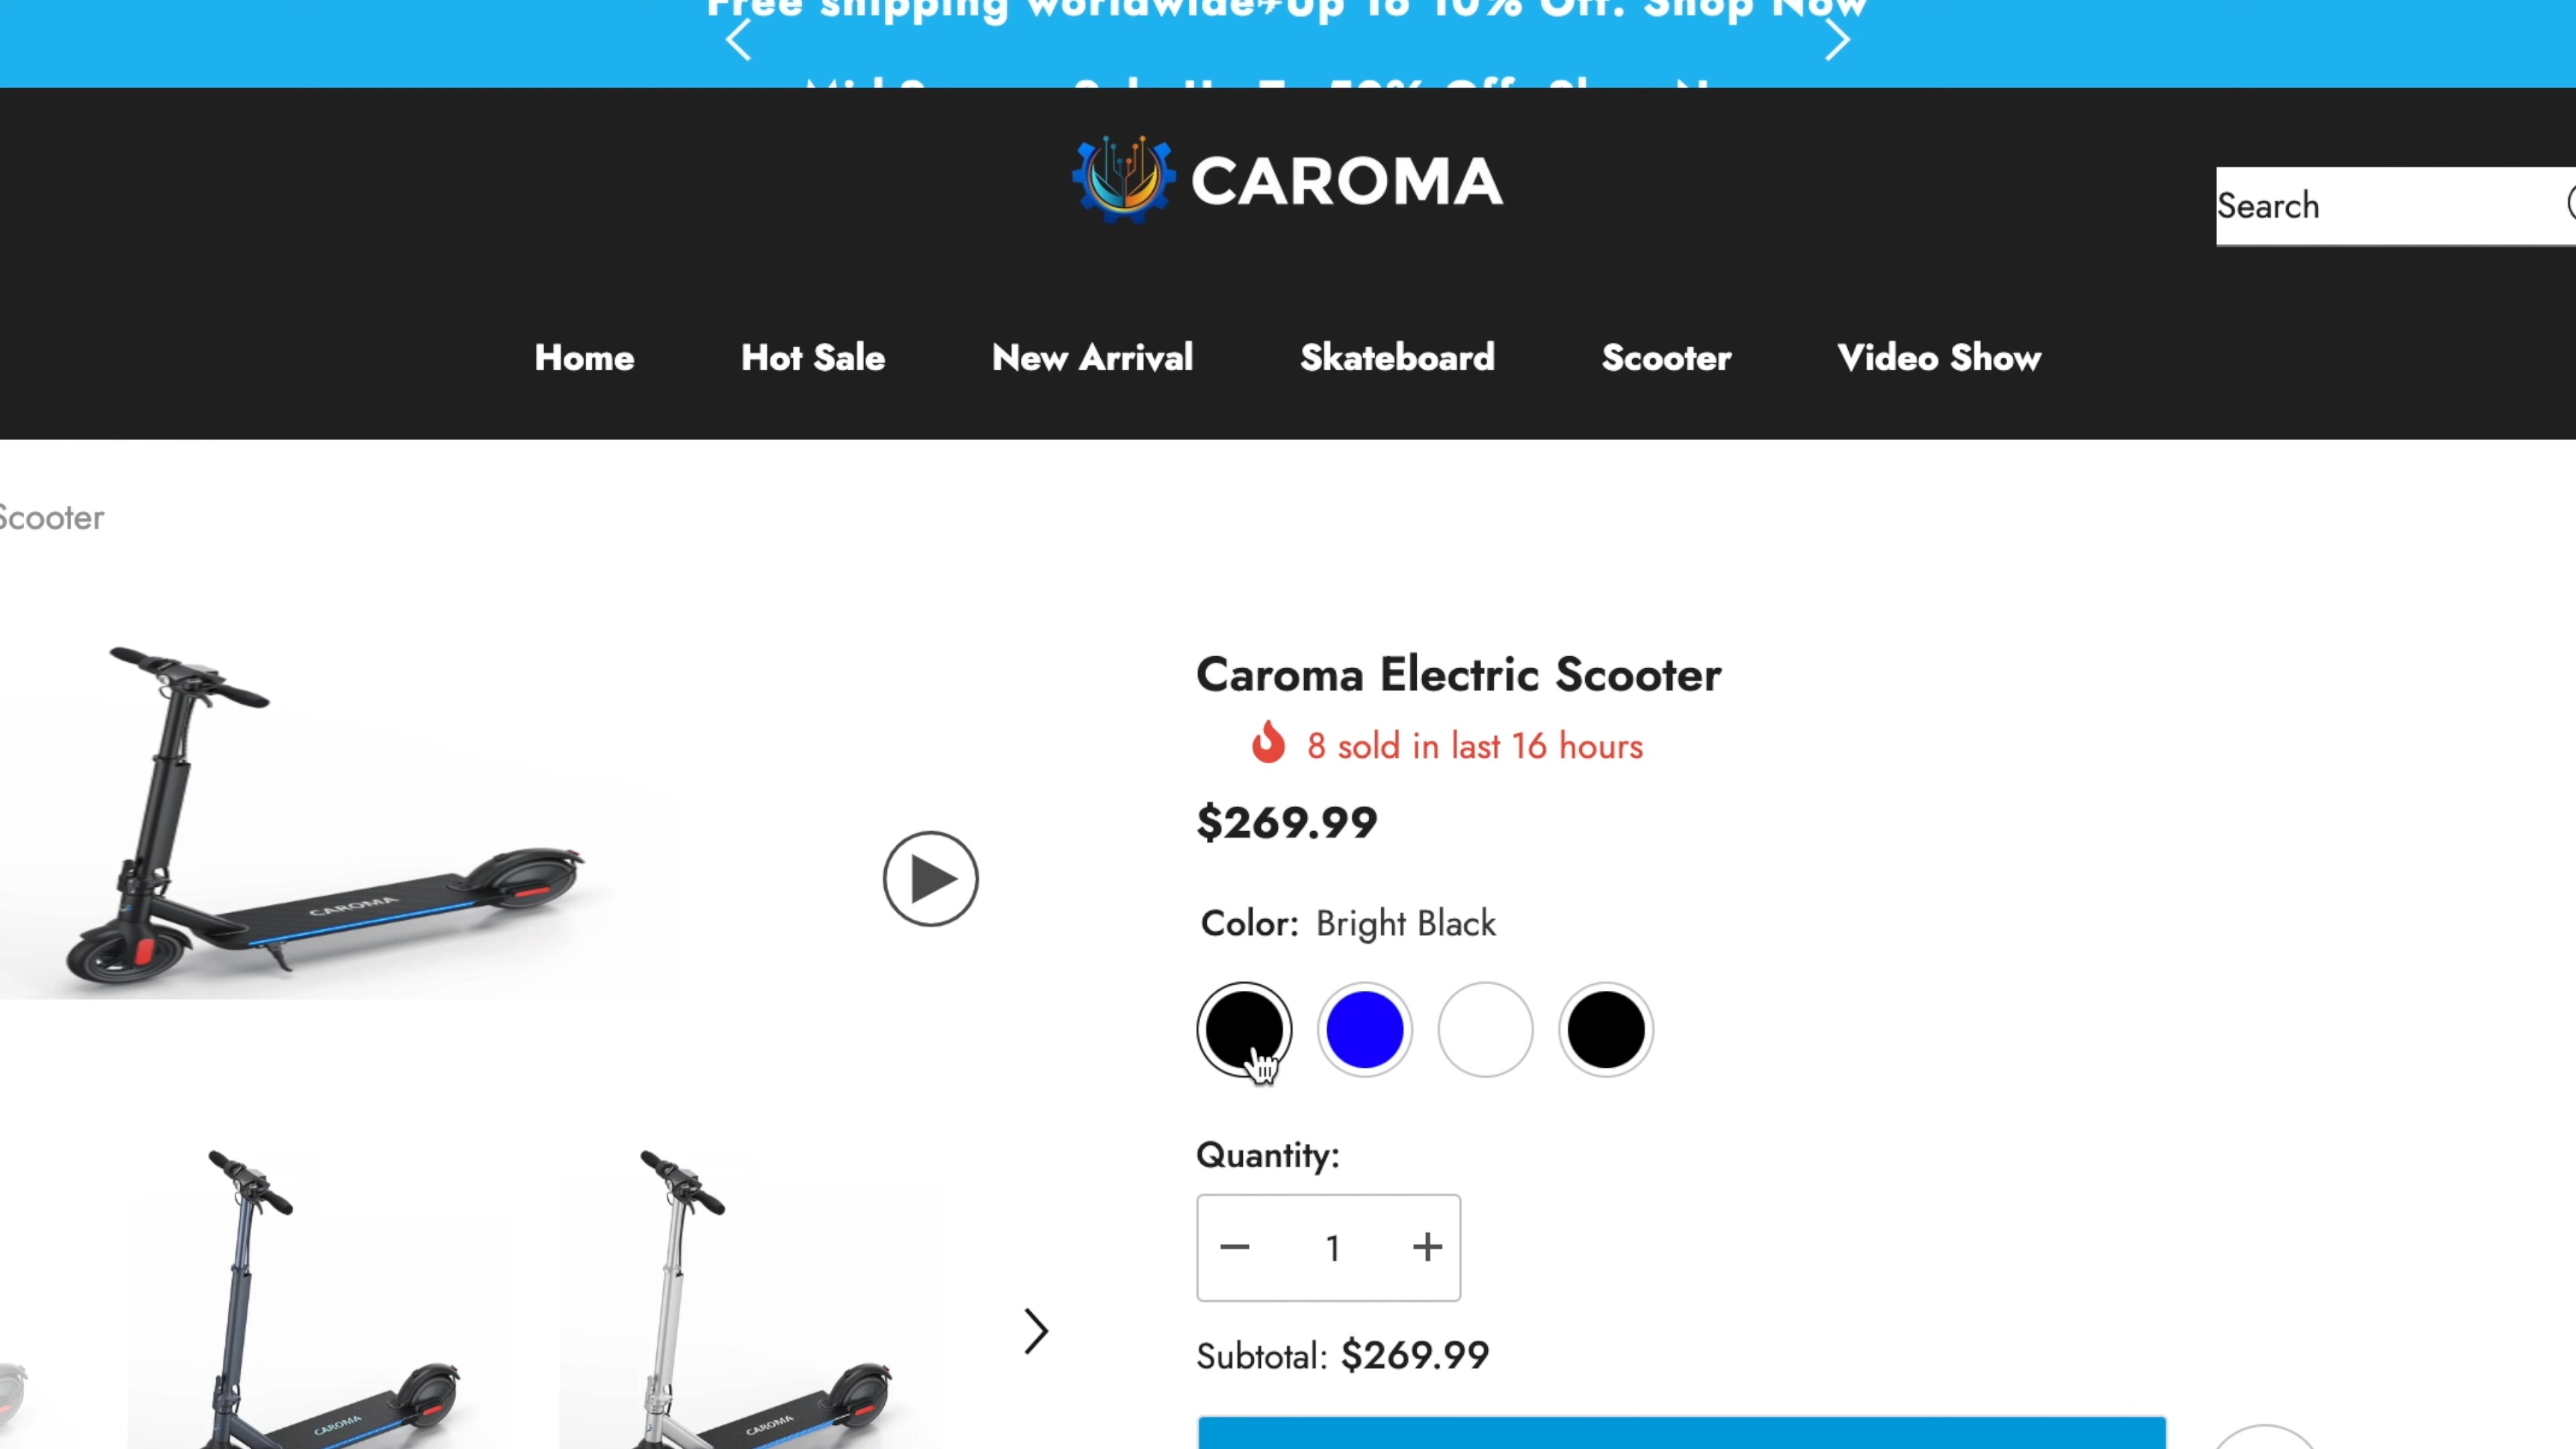 Free shipping worldwide✈Up To 10% Off. Shop Now
CAROMA
Search
Home Hot Sale New Arrival Skateboard Scooter Video Show
Scooter
Caroma Electric Scooter
8 sold in last 16 hours
$269.99
CAROMA
Color: Bright Black
Quantity:
1
Subtotal: $269.99
CAROMA
CAROMA